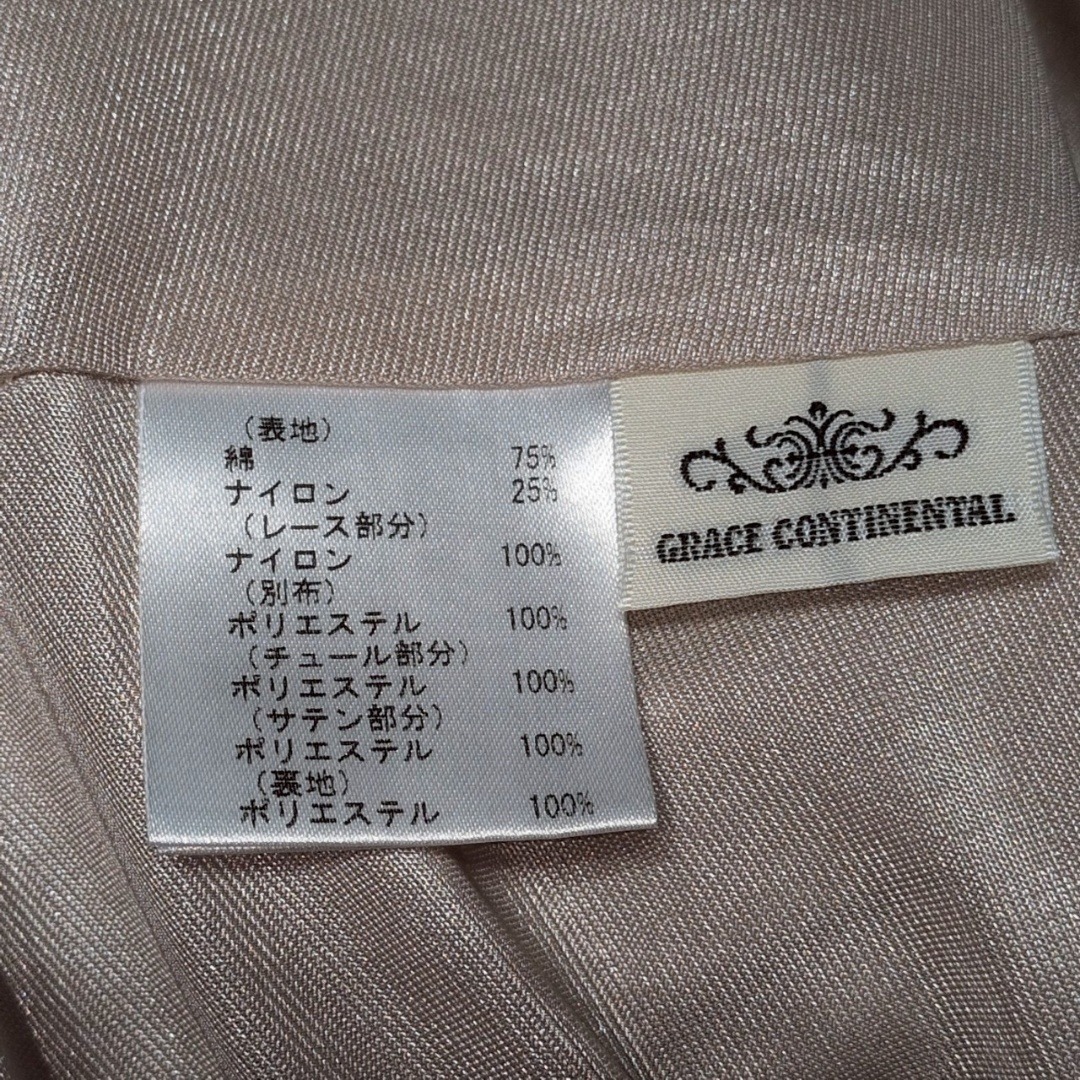 （表地）
綿 75%
ナイロン 25%
（レース部分）
ナイロン 100%
（別布）
ポリエステル 100%
（チュール部分）
ポリエステル 100%
（サテン部分）
ポリエステル 100%
（裏地）
ポリエステル 100%
GRACE CONTINENTAL